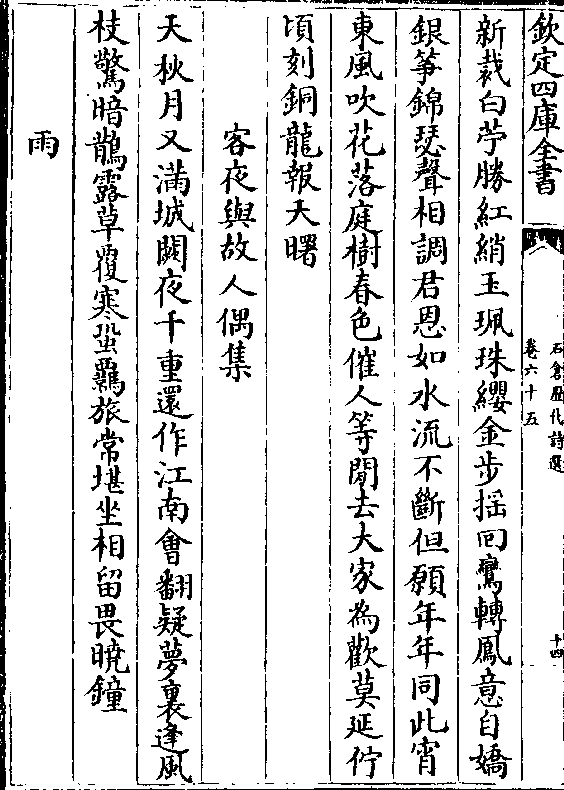 欽定四庫全書
石倉歷代詩選
卷六十五
十四
新裁白苧勝紅綃玉珮珠纓金步搖回鸞轉鳳意自嬌
銀箏錦瑟聲相調君恩如水流不斷但願年年同此宵
東風吹花落庭樹春色催人等閒去大家為歡莫延佇
頃刻銅龍報天曙
客夜與故人偶集
天秋月又滿城闕夜千重還作江南會翻疑夢裏逢風
枝驚暗鵲露草覆寒蛩羇旅常堪坐相留畏曉鐘
雨